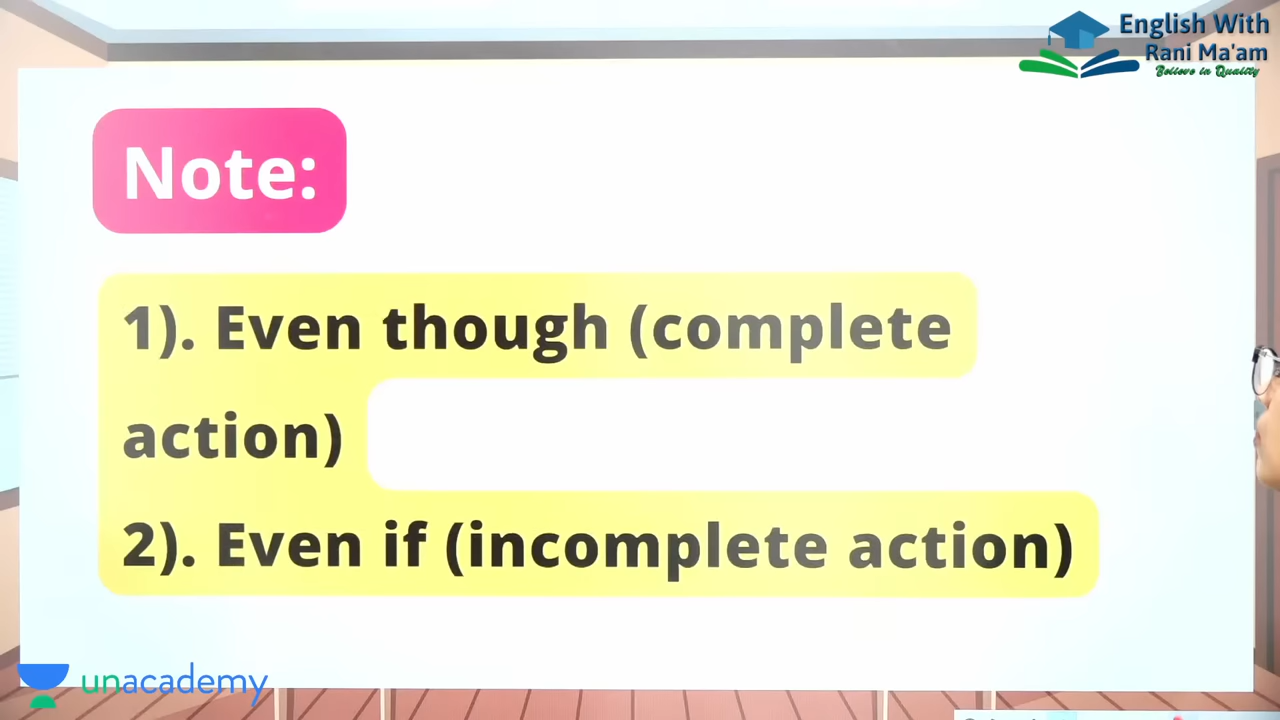 English With
Rani Ma'am
Believe in Quality
Note:
1). Even though (complete
action)
2). Even if (incomplete action)
unacademy